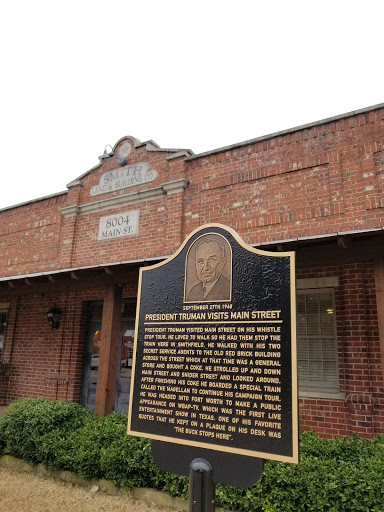 SMITH
LAND & BUILDING CO
8004
MAIN ST.
SEPTEMBER 27TH 1948
PRESIDENT TRUMAN VISITS MAIN STREET
PRESIDENT TRUMAN VISITED MAIN STREET ON HIS WHISTLE
STOP TOUR. HE LOVED TO WALK SO HE HAD THEM STOP THE
TRAIN HERE IN SMITHFIELD. HE WALKED WITH HIS TWO
SECRET SERVICE AGENTS TO THE OLD RED BRICK BUILDING
ACROSS THE STREET WHICH AT THAT TIME WAS A GENERAL
STORE AND BOUGHT A COKE. HE STROLLED UP AND DOWN
MAIN STREET AND SNIDER STREET AND LOOKED AROUND.
AFTER FINISHING HIS COKE HE BOARDED A SPECIAL TRAIN
CALLED THE MAGELLAN TO CONTINUE HIS CAMPAIGN TOUR.
HE WAS HEADED INTO FORT WORTH TO MAKE A PUBLIC
APPEARANCE ON WBAP-TV, WHICH WAS THE FIRST LIVE
ENTERTAINMENT SHOW IN TEXAS. ONE OF HIS FAVORITE
QUOTES THAT HE KEPT ON A PLAQUE ON HIS DESK WAS
"THE BUCK STOPS HERE".